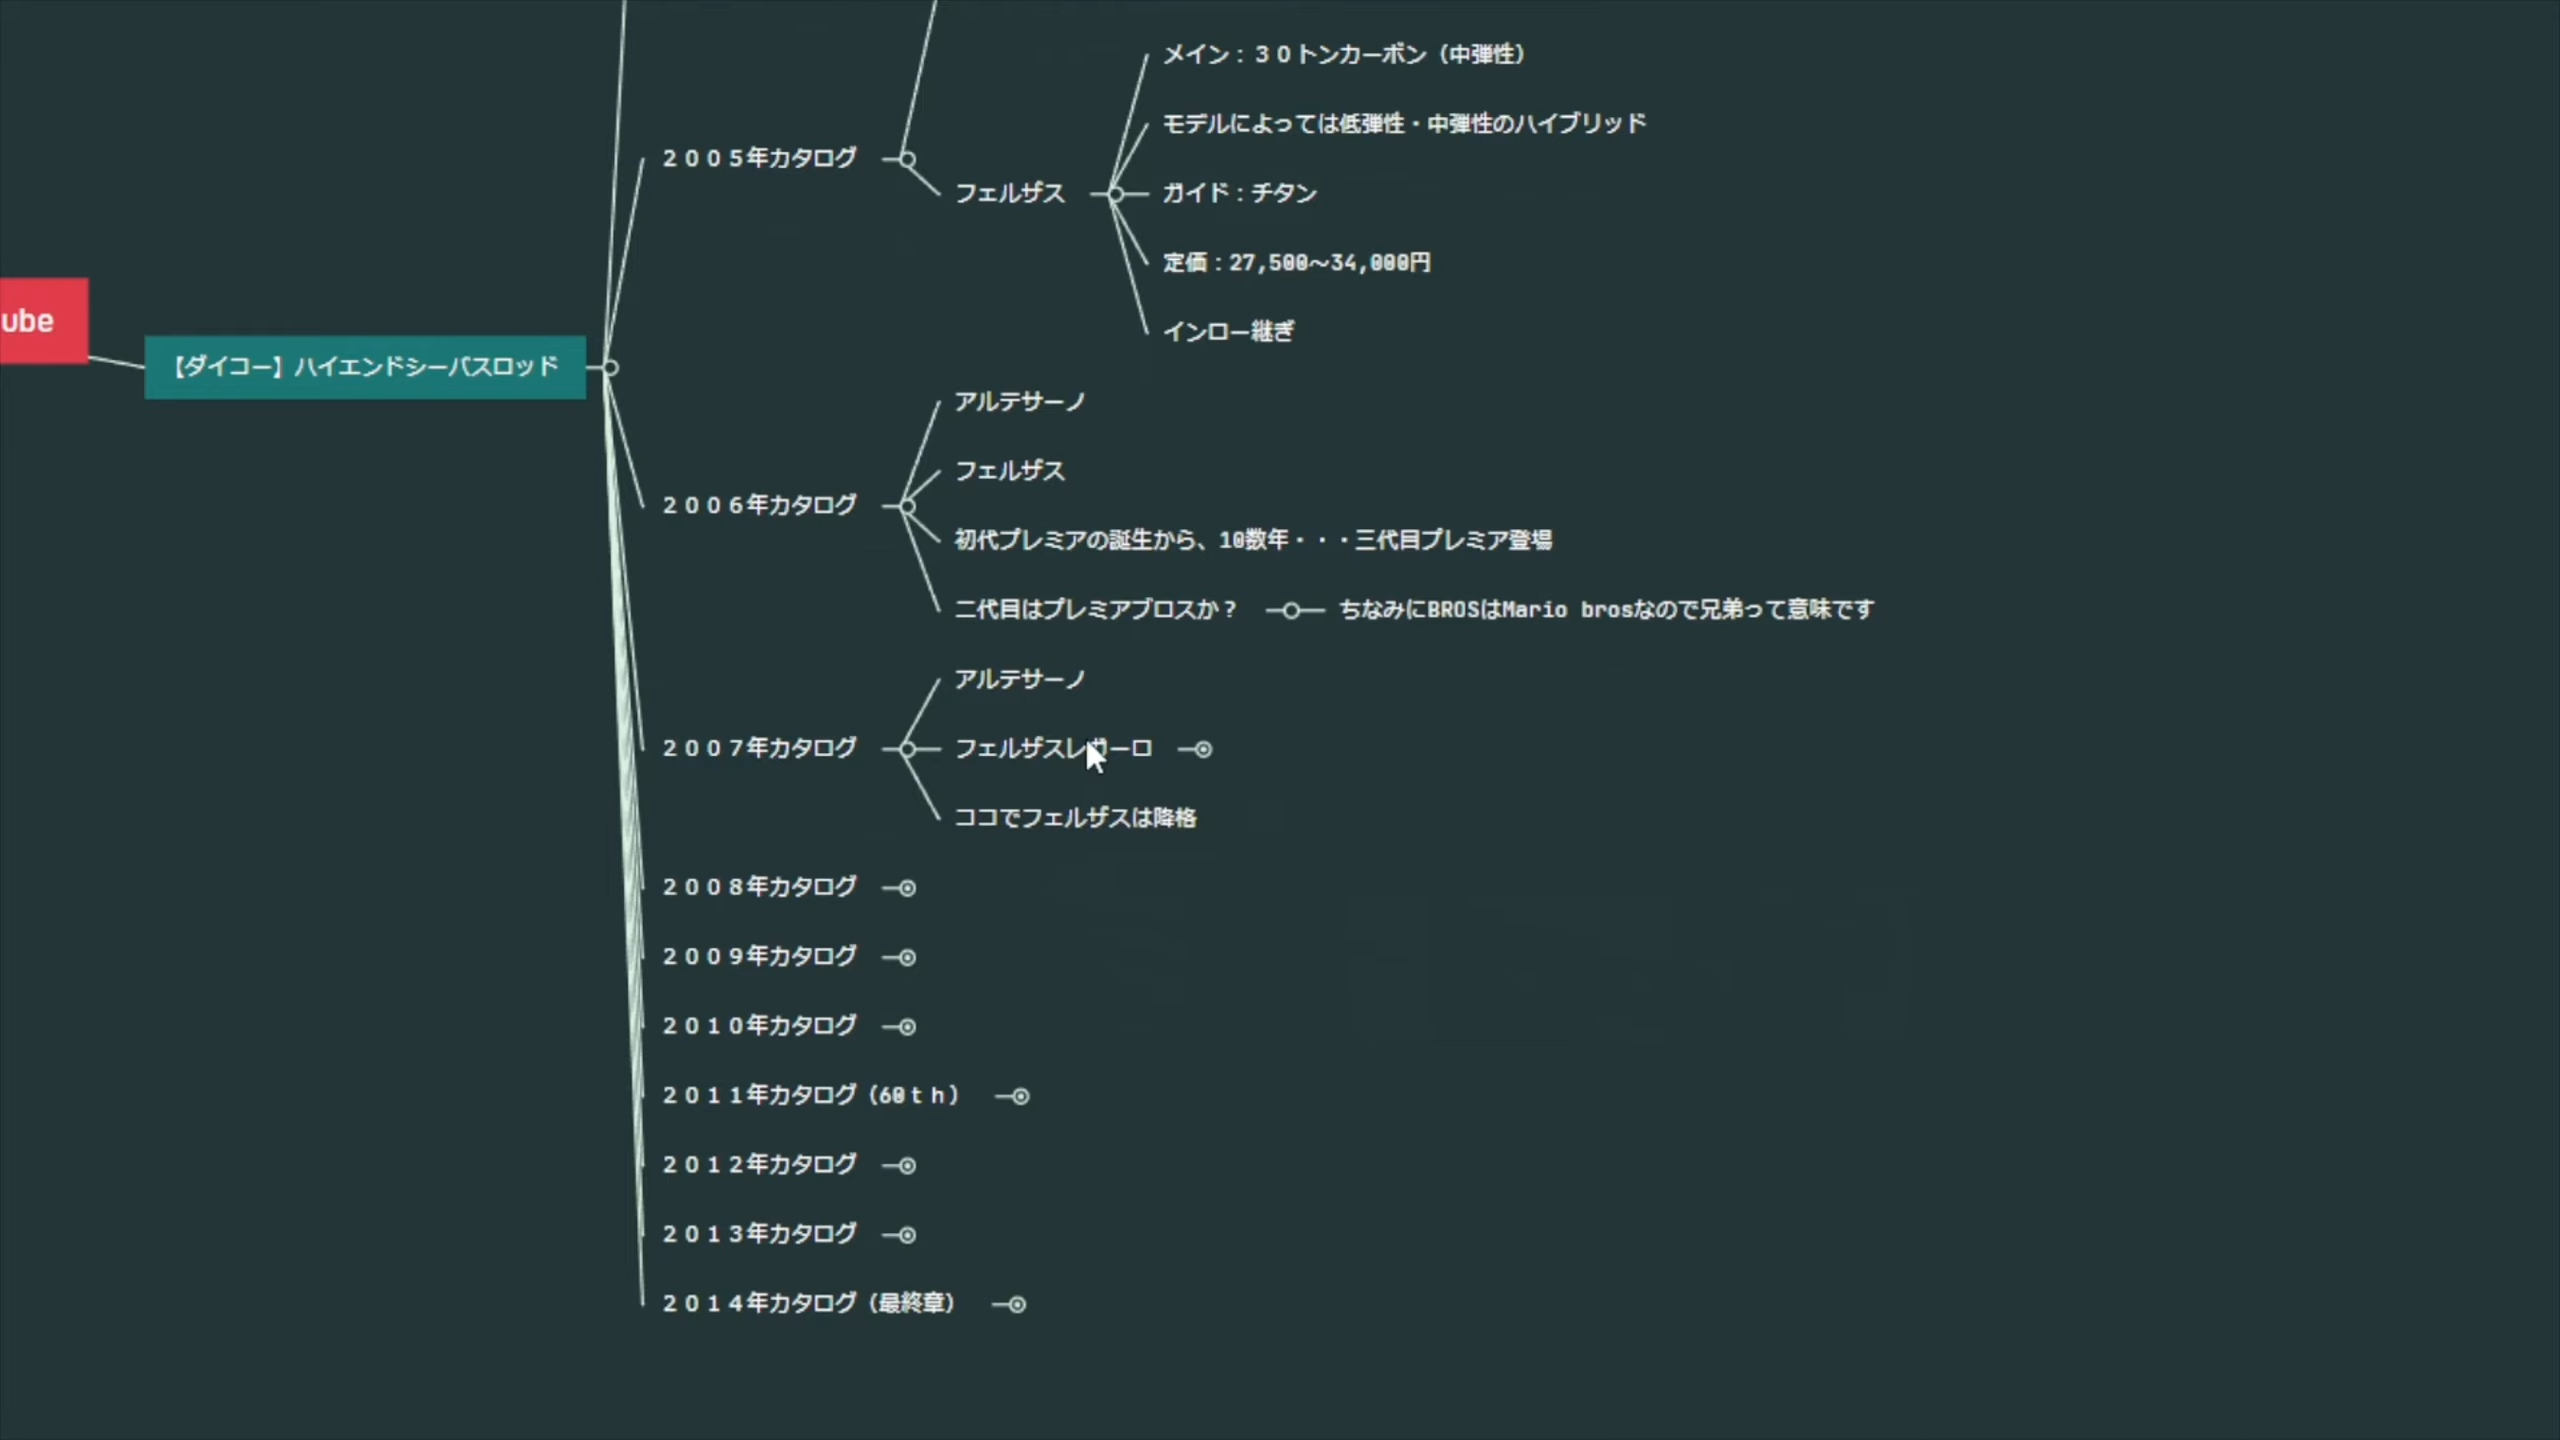 ube
【ダイコー】ハイエンドシーバスロッド
２００５年カタログ
フェルザス
メイン：３０トンカーボン（中弾性）
モデルによっては低弾性・中弾性のハイブリッド
ガイド：チタン
定価：27,500〜34,000円
インロー継ぎ
２００６年カタログ
アルテサーノ
フェルザス
初代プレミアの誕生から、10数年・・・三代目プレミア登場
二代目はプレミアブロスか？
ちなみにBROSはMario brosなので兄弟って意味です
２００７年カタログ
アルテサーノ
ココでフェルザスは降格
２００８年カタログ
２００９年カタログ
２０１０年カタログ
２０１１年カタログ（60ｔｈ）
２０１２年カタログ
２０１３年カタログ
２０１４年カタログ（最終章）